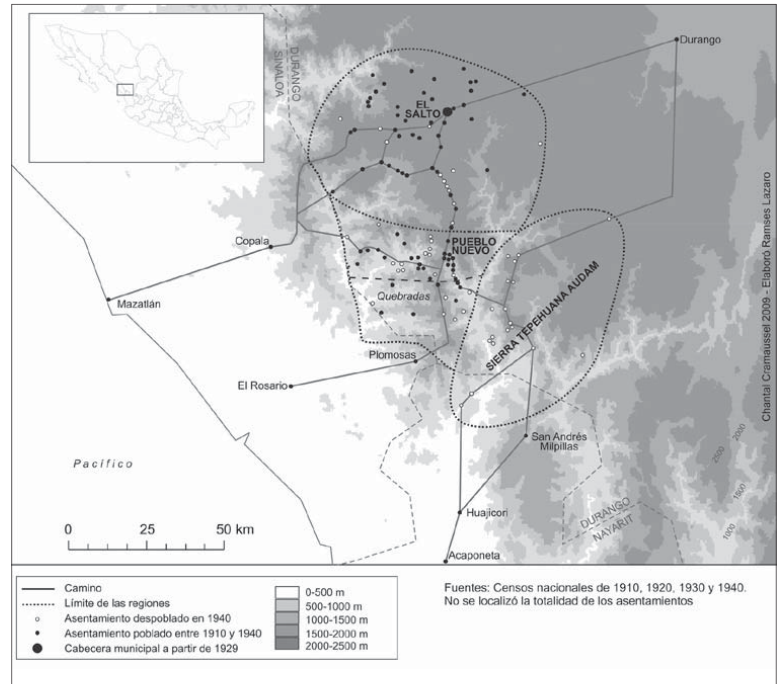 Durango
DURANGO
SINALOA
EL
SALTO
Copala
PUEBLO
NUEVO
Mazatlán
Quebradas
SIERRA TEPEHUANA AUDAM
Plomosas
El Rosario
San Andrés
Milpillas
Pacífico
2000
2500
1500
1000
0 25 50 km
Huajicori
DURANGO
NAYARIT
Acaponeta
Chantal Cramaussel 2009 - Elaboró Ramses Lazaro
Camino
Límite de las regiones
Asentamiento despoblado en 1940
Asentamiento poblado entre 1910 y 1940
Cabecera municipal a partir de 1929
0-500 m
500-1000 m
1000-1500 m
1500-2000 m
2000-2500 m
Fuentes: Censos nacionales de 1910, 1920, 1930 y 1940.
No se localizó la totalidad de los asentamientos